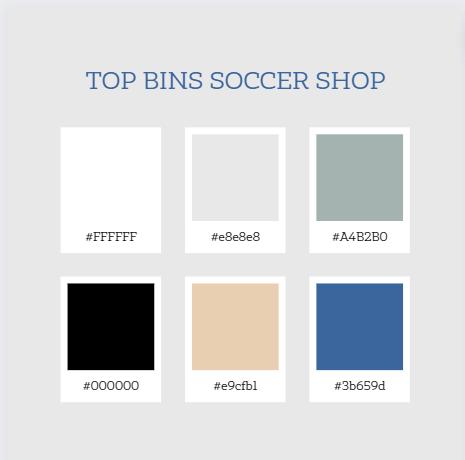 TOP BINS SOCCER SHOP
#FFFFFF
#e8e8e8
#A4B2B0
#000000
#e9cfb1
#3b659d